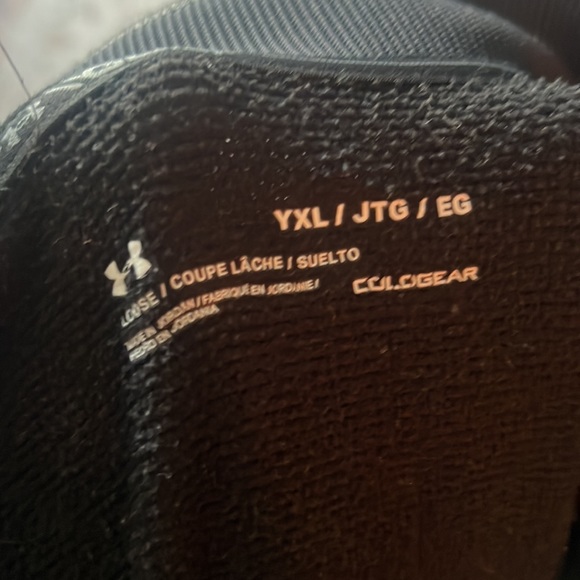 YXL / JTG / EG
LOOSE / COUPE LÂCHE / SUELTO
COLDGEAR
MADE IN JORDAN / FABRIQUÉ EN JORDANIE /
HECHO EN JORDANIA